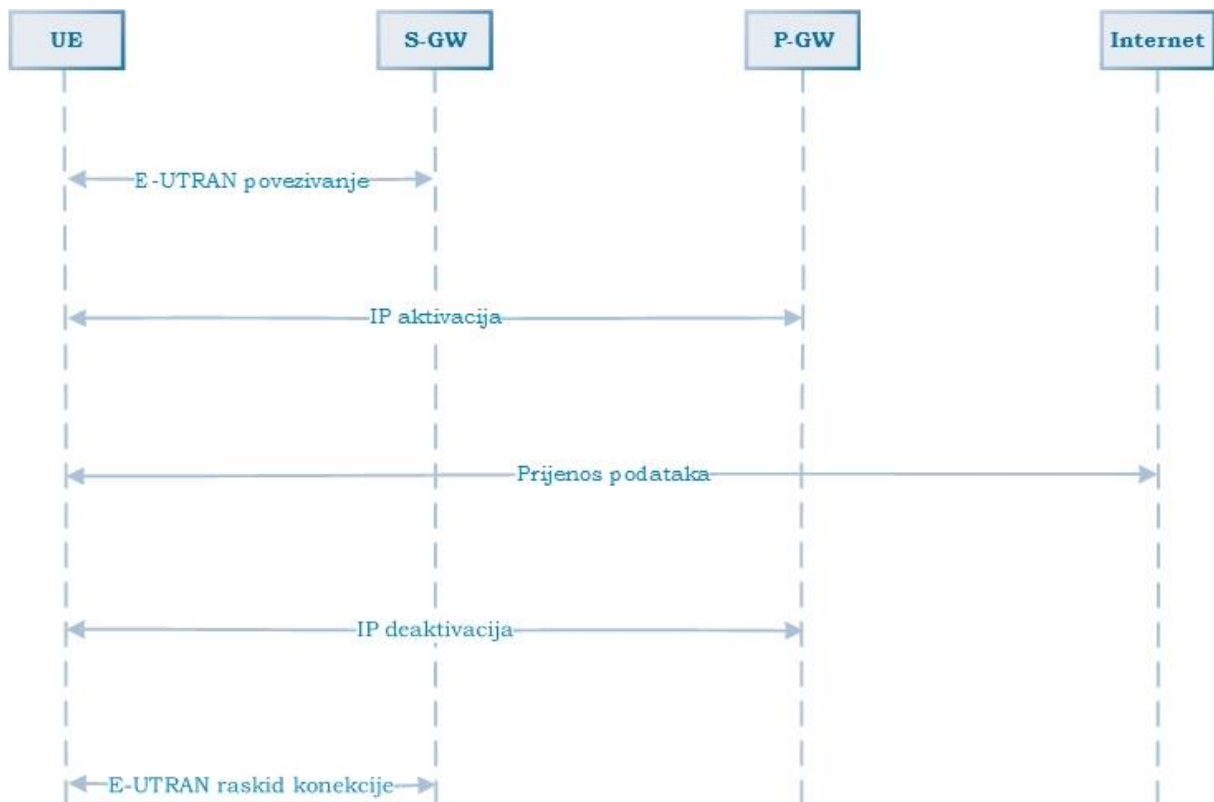 UE
S-GW
P-GW
Internet
E-UTRAN povezivanje
IP aktivacija
Prijenos podataka
IP deaktivacija
E-UTRAN raskid konekcije